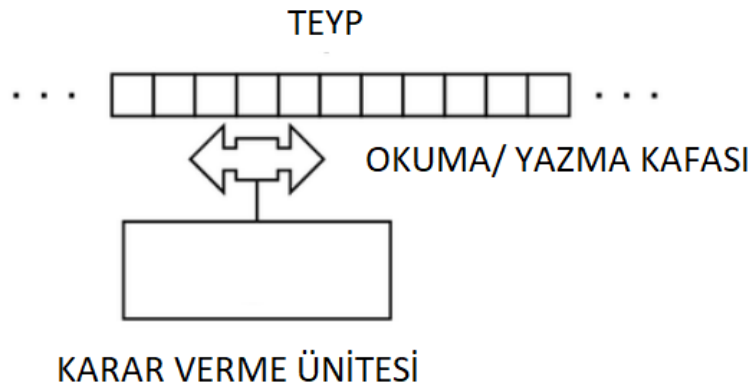 TEYP
. . . . . .
OKUMA/ YAZMA KAFASI
KARAR VERME ÜNİTESİ